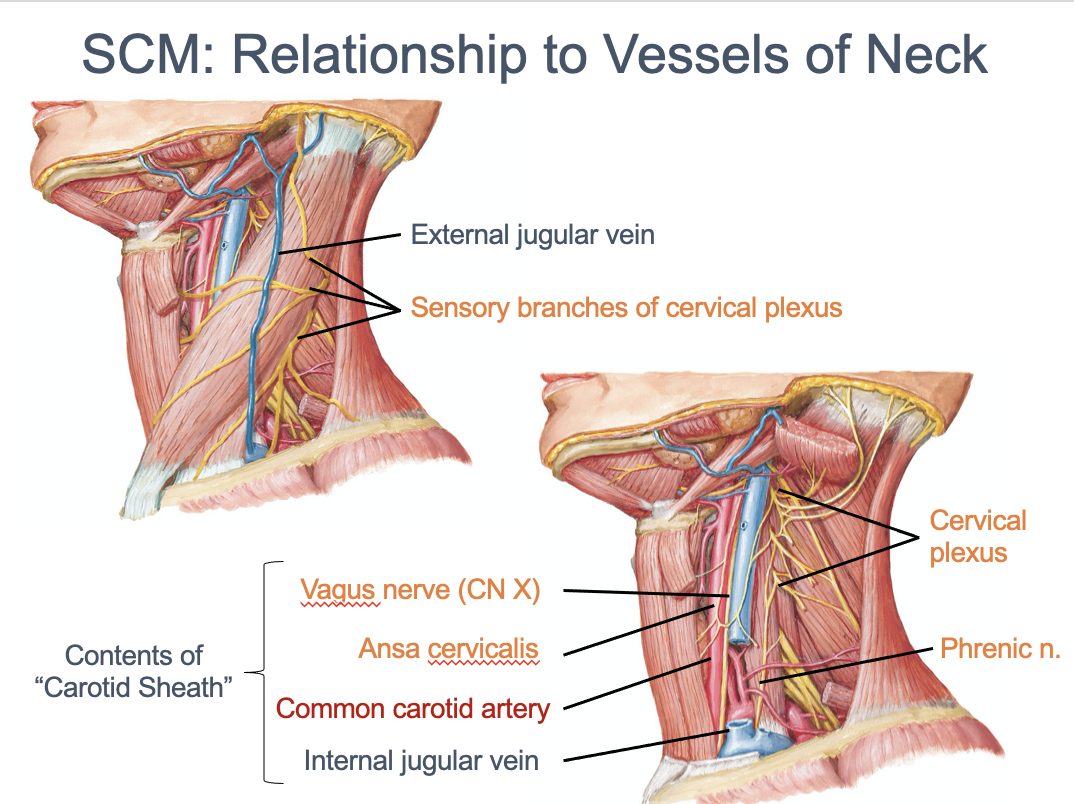 SCM: Relationship to Vessels of Neck
External jugular vein
Sensory branches of cervical plexus
Cervical
plexus
Vagus nerve (CN X)
Ansa cervicalis
Phrenic n.
Contents of
“Carotid Sheath”
Common carotid artery
Internal jugular vein